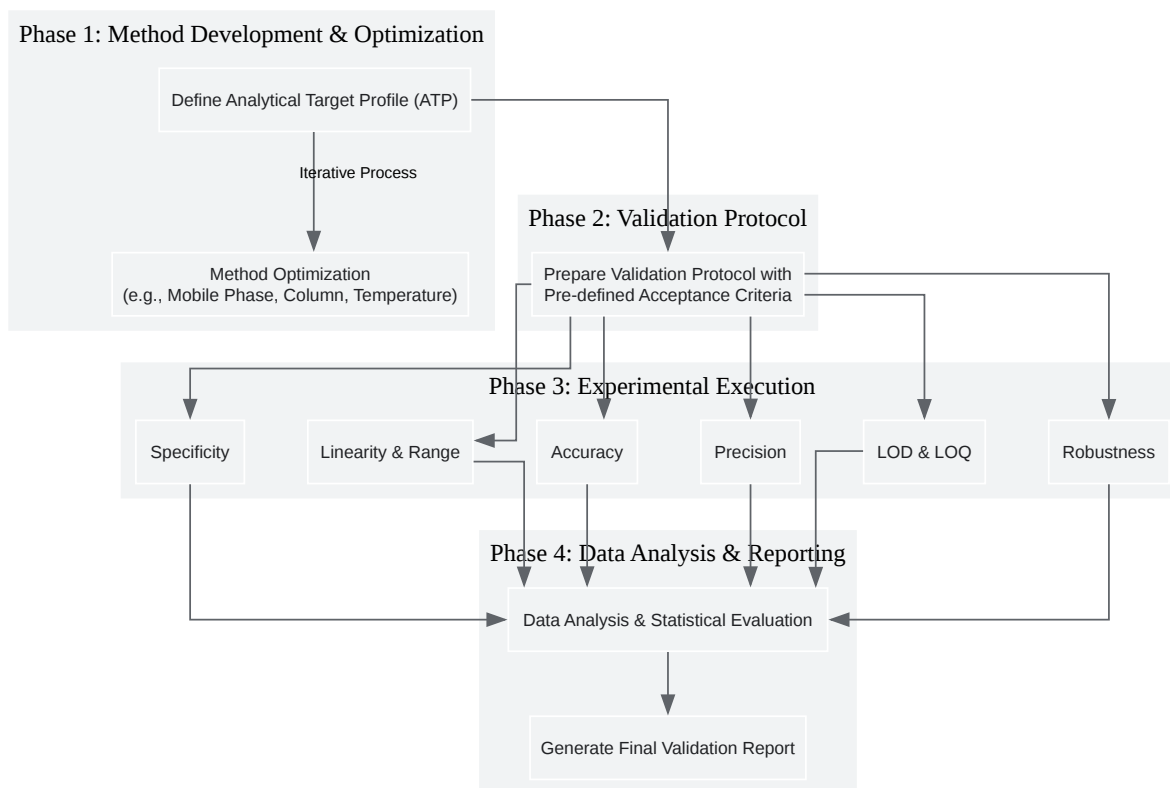 Phase 1: Method Development & Optimization
Define Analytical Target Profile (ATP)
Iterative Process
Method Optimization
(e.g., Mobile Phase, Column, Temperature)
Phase 2: Validation Protocol
Prepare Validation Protocol with
Pre-defined Acceptance Criteria
Phase 3: Experimental Execution
Specificity
Linearity & Range
Accuracy
Precision
LOD & LOQ
Robustness
Phase 4: Data Analysis & Reporting
Data Analysis & Statistical Evaluation
Generate Final Validation Report